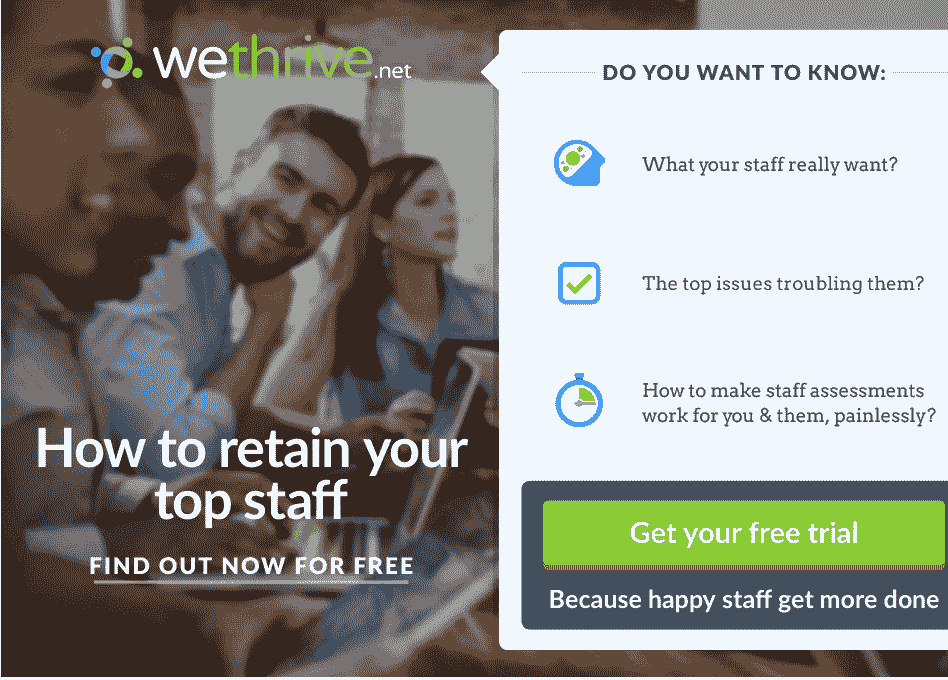 wethrive.net
How to retain your
top staff
FIND OUT NOW FOR FREE
DO YOU WANT TO KNOW:
What your staff really want?
The top issues troubling them?
How to make staff assessments
work for you & them, painlessly?
Get your free trial
Because happy staff get more done